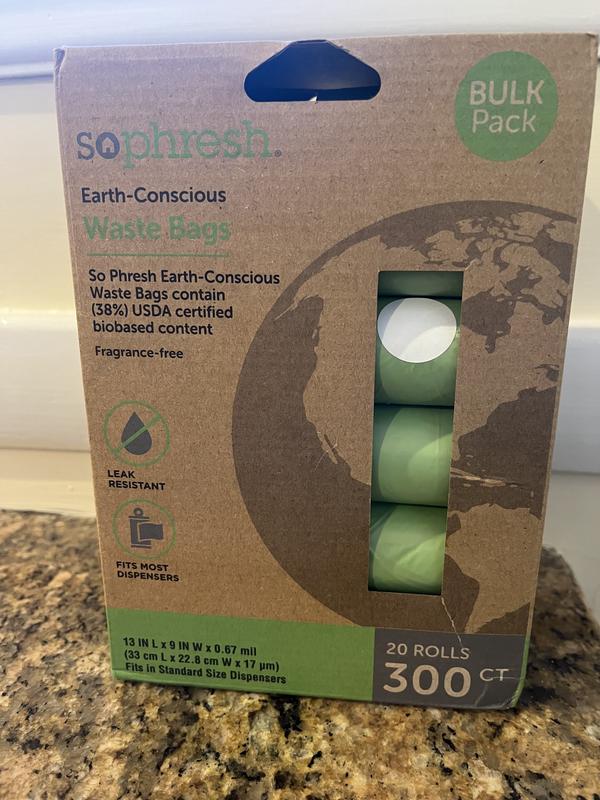 BULK
Pack
sophresh.
Earth-Conscious
Waste Bags
So Phresh Earth-Conscious
Waste Bags contain
(38%) USDA certified
biobased content
Fragrance-free
LEAK
RESISTANT
FITS MOST
DISPENSERS
13 IN L x 9 IN W x 0.67 mil
(33 cm L x 22.8 cm W x 17 µm)
Fits in Standard Size Dispensers
20 ROLLS
300 CT